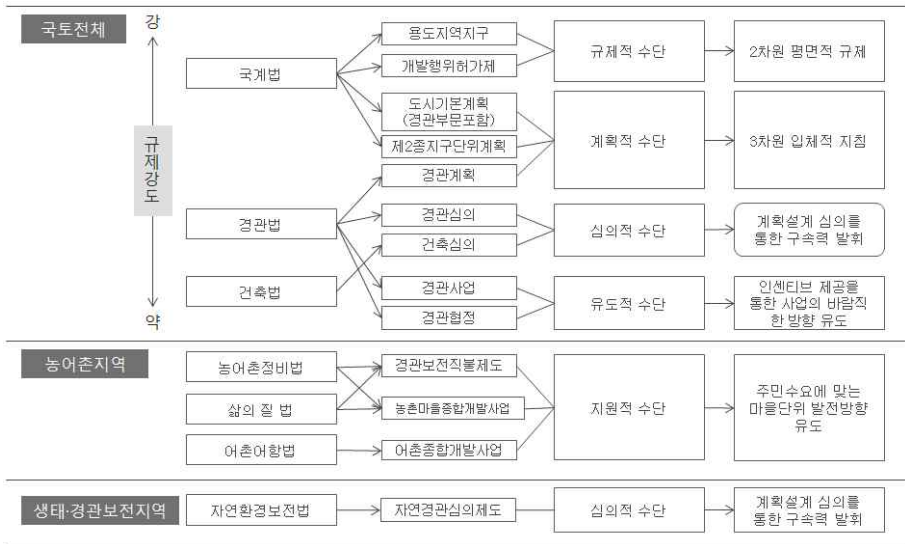 국토전체
강
규제강도
약
국계법
경관법
건축법
용도지역지구
개발행위허가제
도시기본계획
(경관부문포함)
제2종지구단위계획
경관계획
경관심의
건축심의
경관사업
경관협정
규제적 수단
계획적 수단
심의적 수단
유도적 수단
2차원 평면적 규제
3차원 입체적 지침
계획설계 심의를
통한 구속력 발휘
인센티브 제공을
통한 사업의 바람직
한 방향 유도
농어촌지역
농어촌정비법
삶의 질 법
어촌어항법
경관보전직불제도
농촌마을종합개발사업
어촌종합개발사업
지원적 수단
주민수요에 맞는
마을단위 발전방향
유도
생태·경관보전지역
자연환경보전법
자연경관심의제도
심의적 수단
계획설계 심의를
통한 구속력 발휘